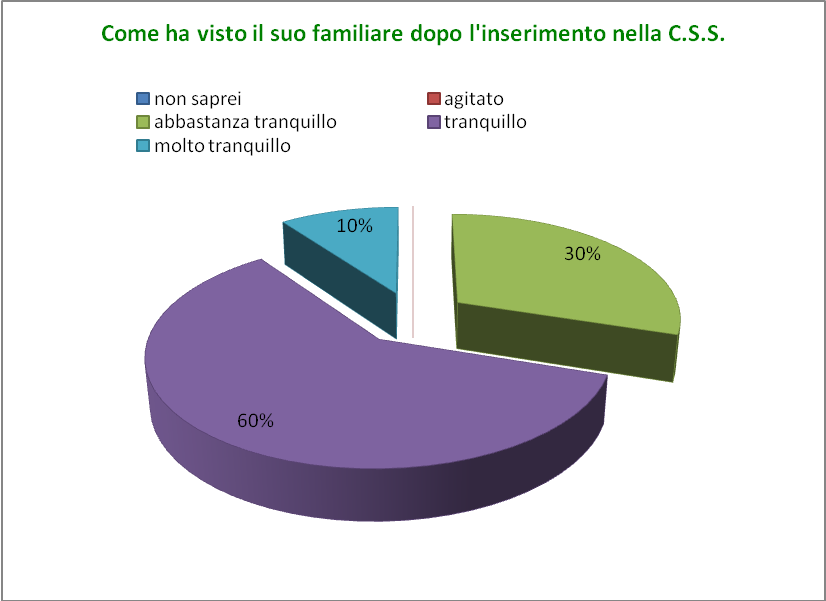 Come ha visto il suo familiare dopo l'inserimento nella C.S.S.
non saprei
agitato
abbastanza tranquillo
tranquillo
molto tranquillo
10%
30%
60%